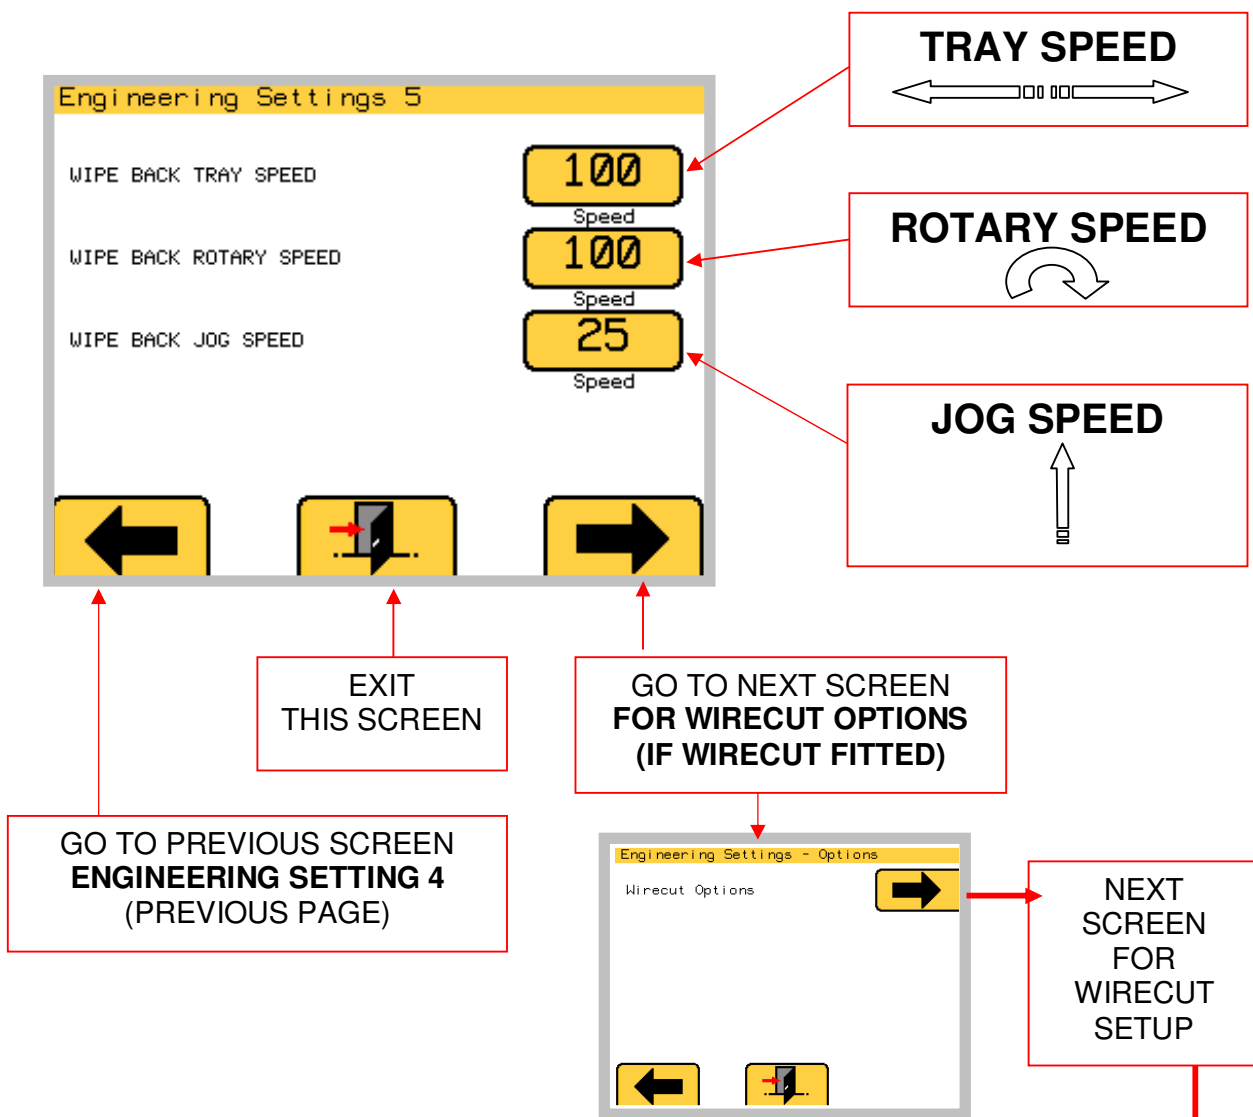 TRAY SPEED
Engineering Settings 5
WIPE BACK TRAY SPEED
100
Speed
ROTARY SPEED
WIPE BACK ROTARY SPEED
100
Speed
WIPE BACK JOG SPEED
25
Speed
JOG SPEED
EXIT
THIS SCREEN
GO TO NEXT SCREEN
FOR WIRECUT OPTIONS
(IF WIRECUT FITTED)
GO TO PREVIOUS SCREEN
ENGINEERING SETTING 4
(PREVIOUS PAGE)
Engineering Settings - Options
Wirecut Options
NEXT
SCREEN
FOR
WIRECUT
SETUP